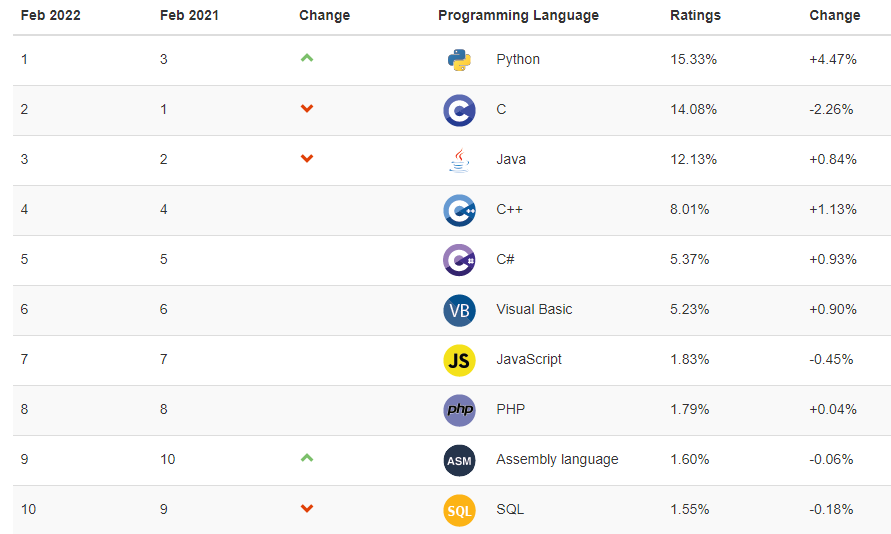 Feb 2022 Feb 2021 Change Programming Language Ratings Change
1 3 Python 15.33% +4.47%
2 1 C 14.08% -2.26%
3 2 Java 12.13% +0.84%
4 4 C++ 8.01% +1.13%
5 5 C# 5.37% +0.93%
6 6 VB Visual Basic 5.23% +0.90%
7 7 JS JavaScript 1.83% -0.45%
8 8 php PHP 1.79% +0.04%
9 10 ASM Assembly language 1.60% -0.06%
10 9 SQL SQL 1.55% -0.18%